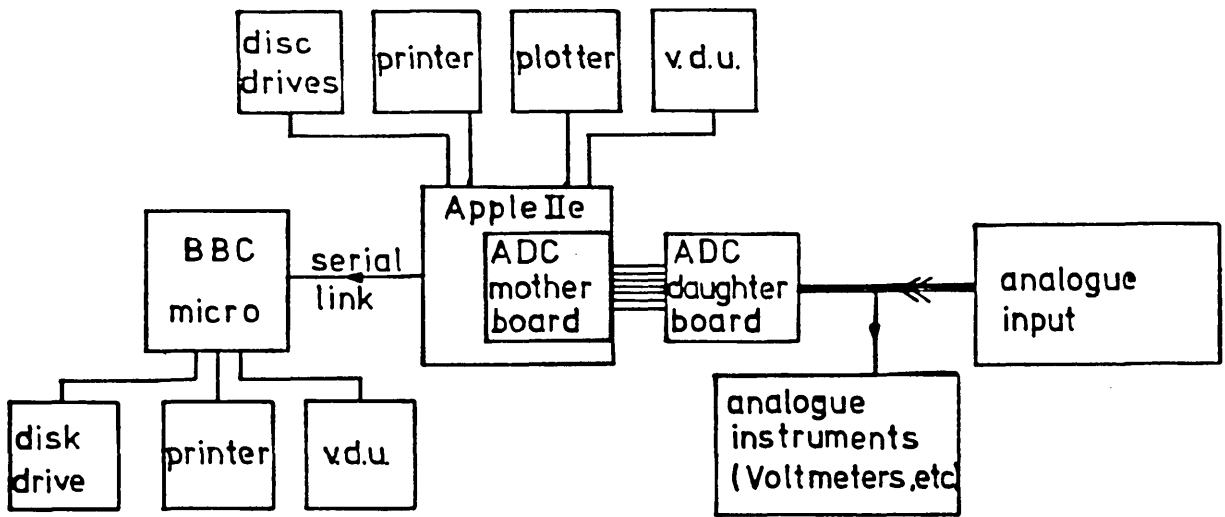 disc
drives
printer
plotter
v.d.u.
Apple IIe
BBC
micro
serial
link
ADC
mother
board
ADC
daughter
board
analogue
input
disk
drive
printer
v.d.u.
analogue
instruments
(Voltmeters,etc)